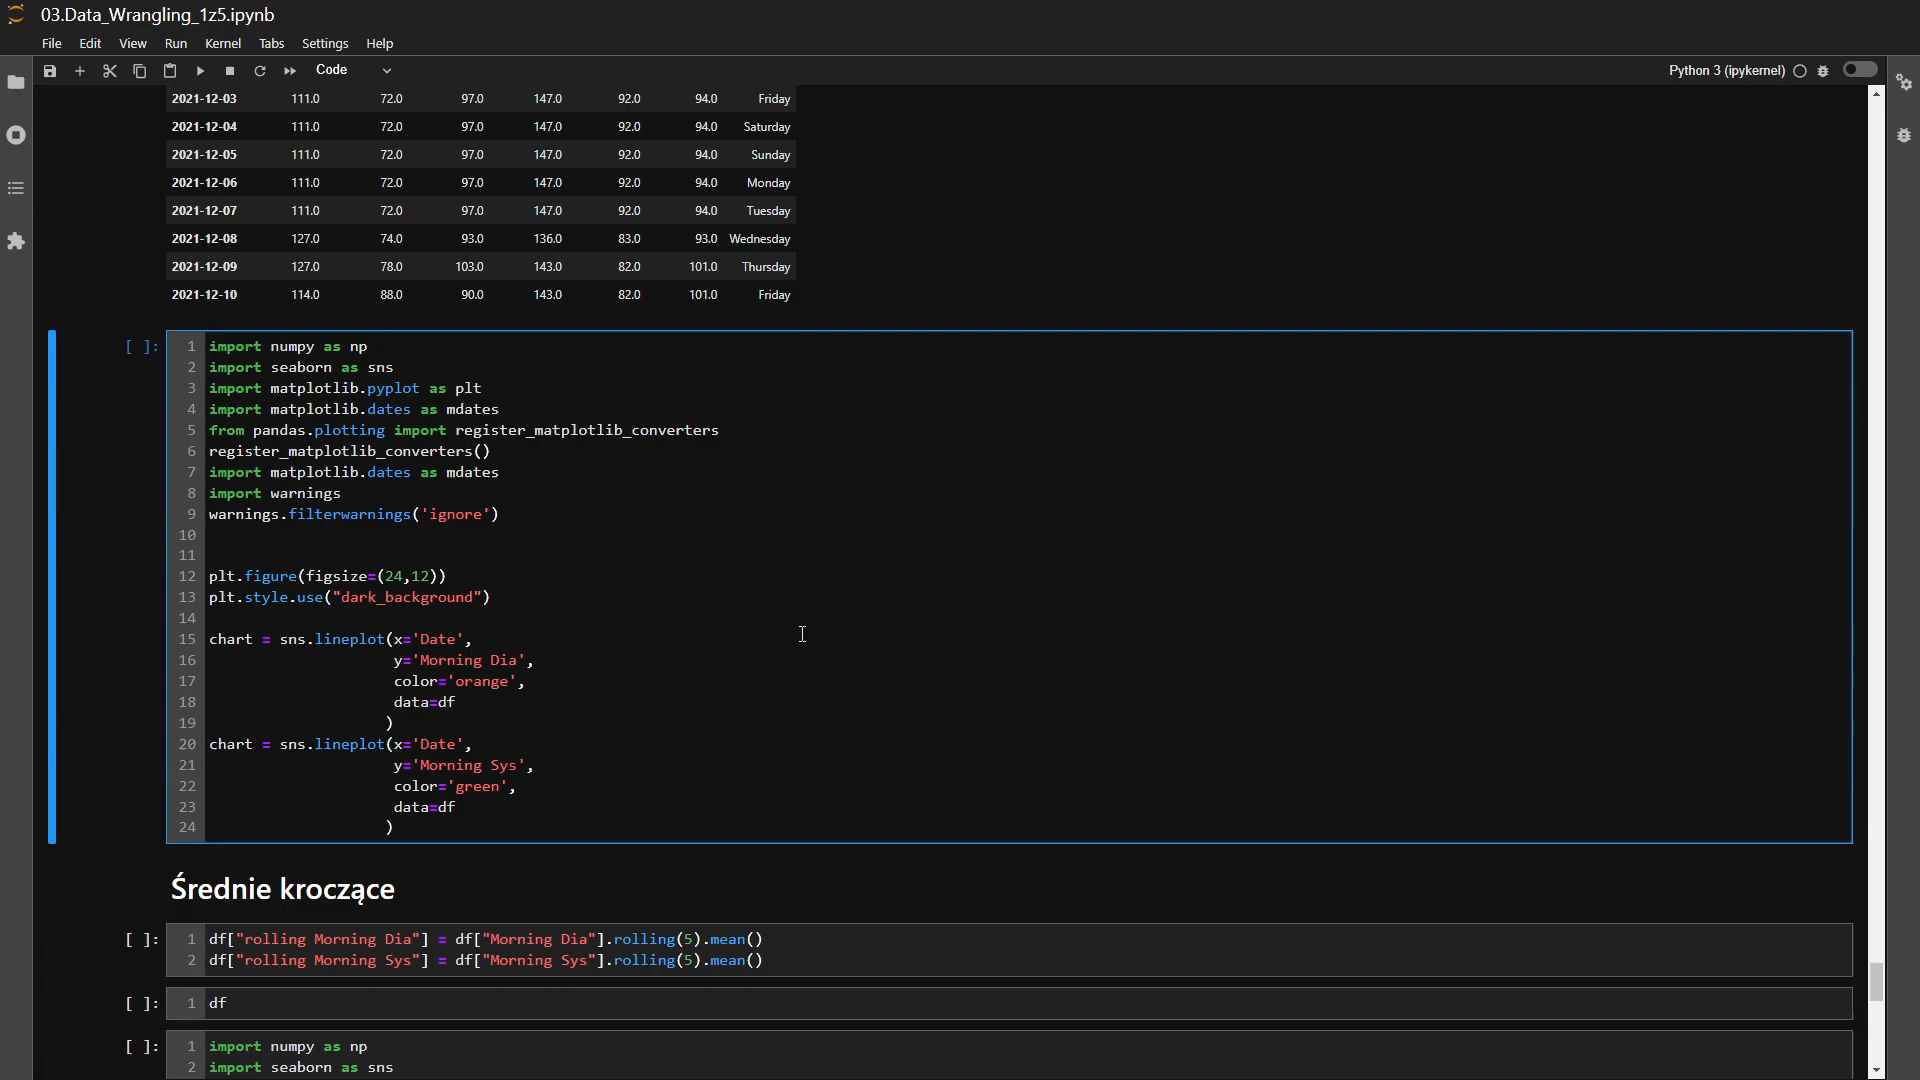 03.Data_Wrangling_1z5.ipynb
File Edit View Run Kernel Tabs Settings Help
Code Python 3 (ipykernel)
2021-12-03 111.0 72.0 97.0 147.0 92.0 94.0 Friday
2021-12-04 111.0 72.0 97.0 147.0 92.0 94.0 Saturday
2021-12-05 111.0 72.0 97.0 147.0 92.0 94.0 Sunday
2021-12-06 111.0 72.0 97.0 147.0 92.0 94.0 Monday
2021-12-07 111.0 72.0 97.0 147.0 92.0 94.0 Tuesday
2021-12-08 127.0 74.0 93.0 136.0 83.0 93.0 Wednesday
2021-12-09 127.0 78.0 103.0 143.0 82.0 101.0 Thursday
2021-12-10 114.0 88.0 90.0 143.0 82.0 101.0 Friday
[ ]: 1 import numpy as np
2 import seaborn as sns
3 import matplotlib.pyplot as plt
4 import matplotlib.dates as mdates
5 from pandas.plotting import register_matplotlib_converters
6 register_matplotlib_converters()
7 import matplotlib.dates as mdates
8 import warnings
9 warnings.filterwarnings('ignore')
10
11
12 plt.figure(figsize=(24,12))
13 plt.style.use("dark_background")
14
15 chart = sns.lineplot(x='Date',
16 y='Morning Dia',
17 color='orange',
18 data=df
19 )
20 chart = sns.lineplot(x='Date',
21 y='Morning Sys',
22 color='green',
23 data=df
24 )
Średnie kroczące
[ ]: 1 df["rolling Morning Dia"] = df["Morning Dia"].rolling(5).mean()
2 df["rolling Morning Sys"] = df["Morning Sys"].rolling(5).mean()
[ ]: 1 df
[ ]: 1 import numpy as np
2 import seaborn as sns